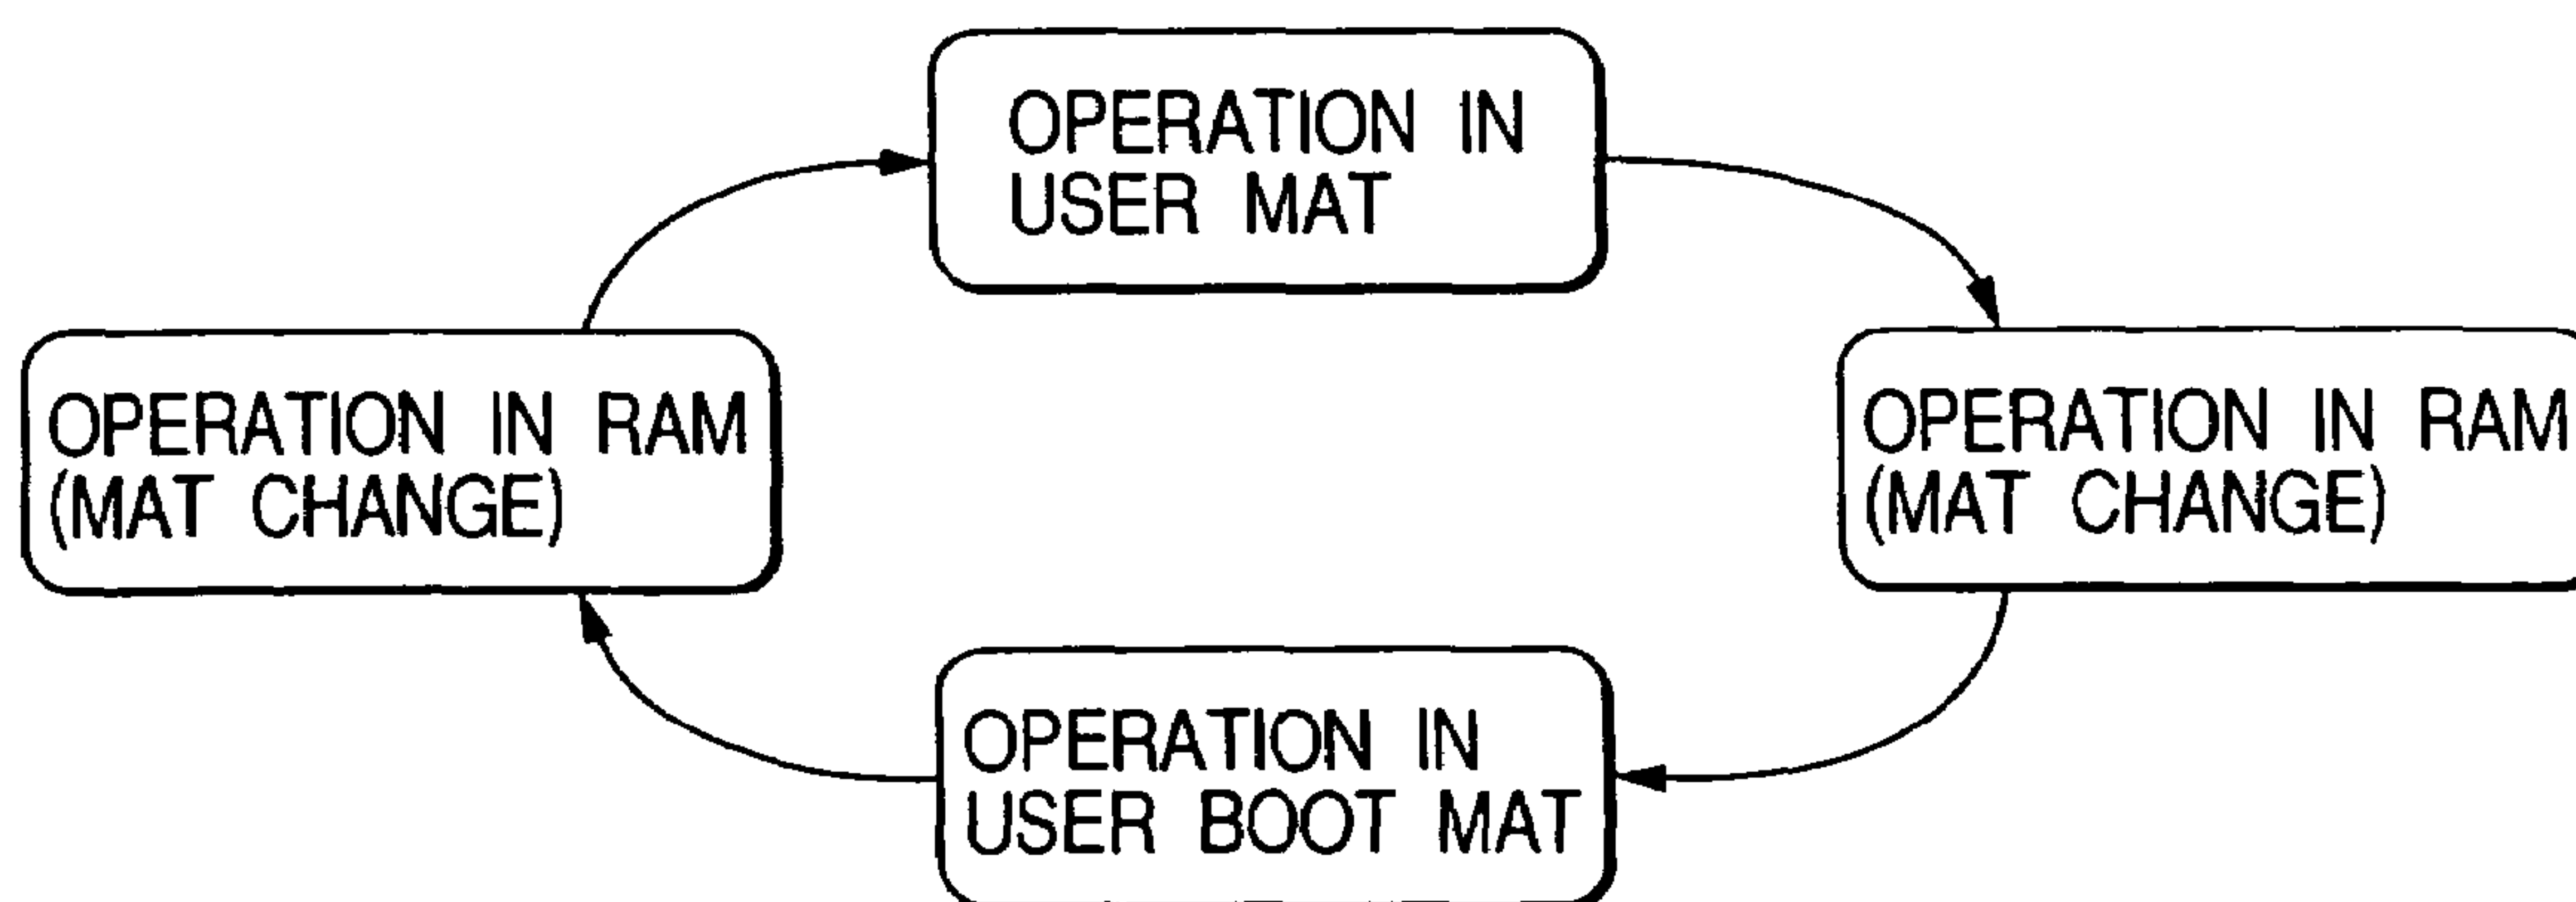 OPERATION IN
USER MAT
OPERATION IN RAM
(MAT CHANGE)
OPERATION IN RAM
(MAT CHANGE)
OPERATION IN
USER BOOT MAT